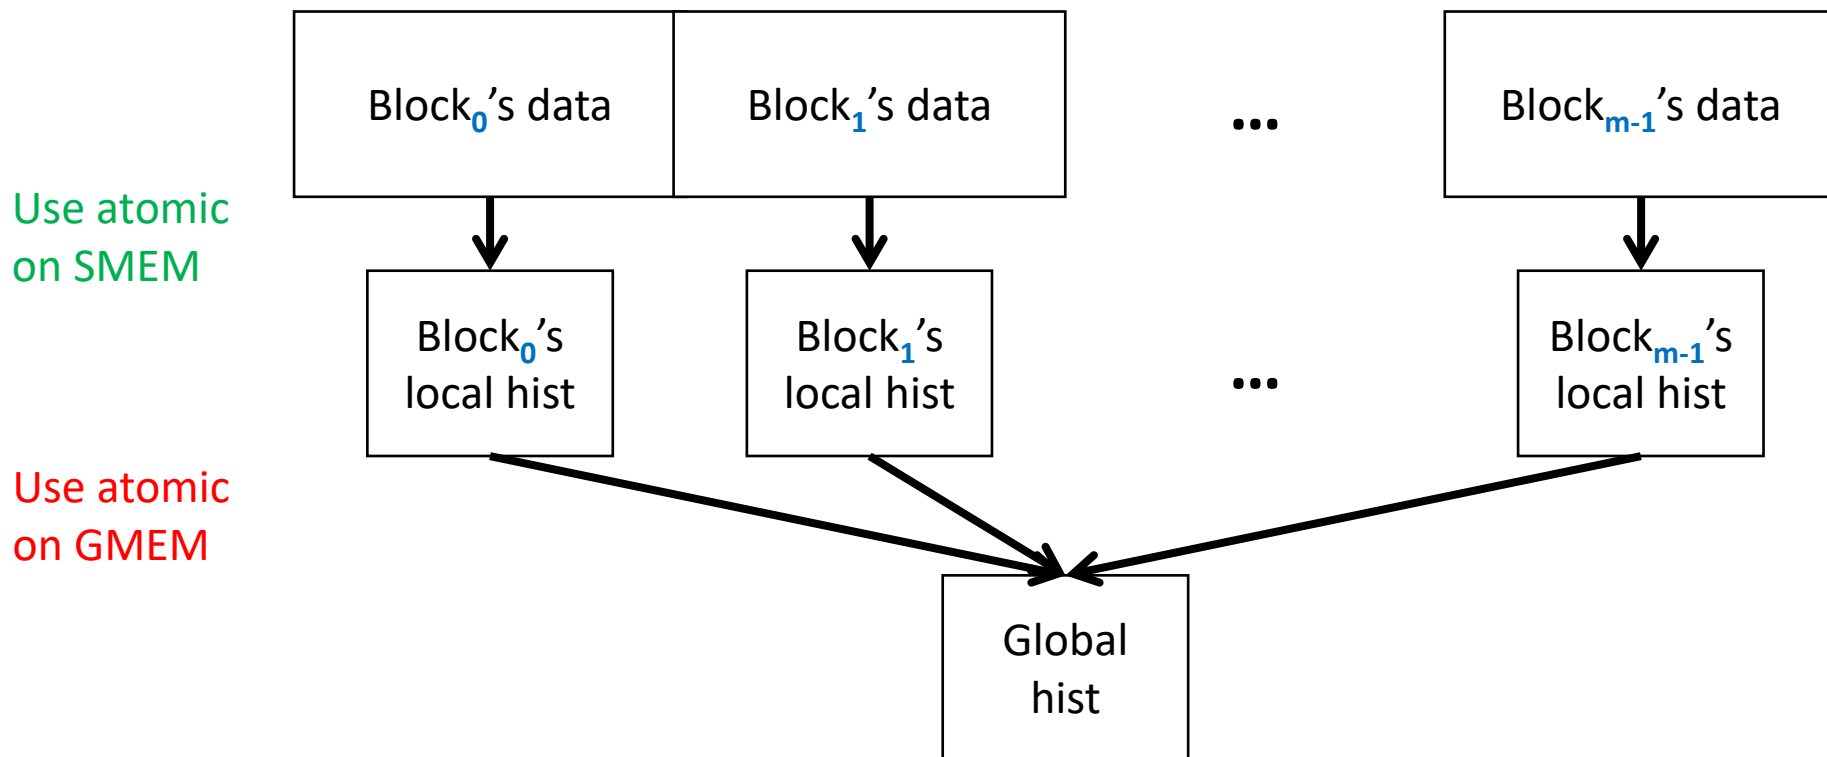 Block0’s data
Block1’s data
...
Blockm-1’s data
Use atomic
on SMEM
Block0’s
local hist
Block1’s
local hist
...
Blockm-1’s
local hist
Use atomic
on GMEM
Global
hist